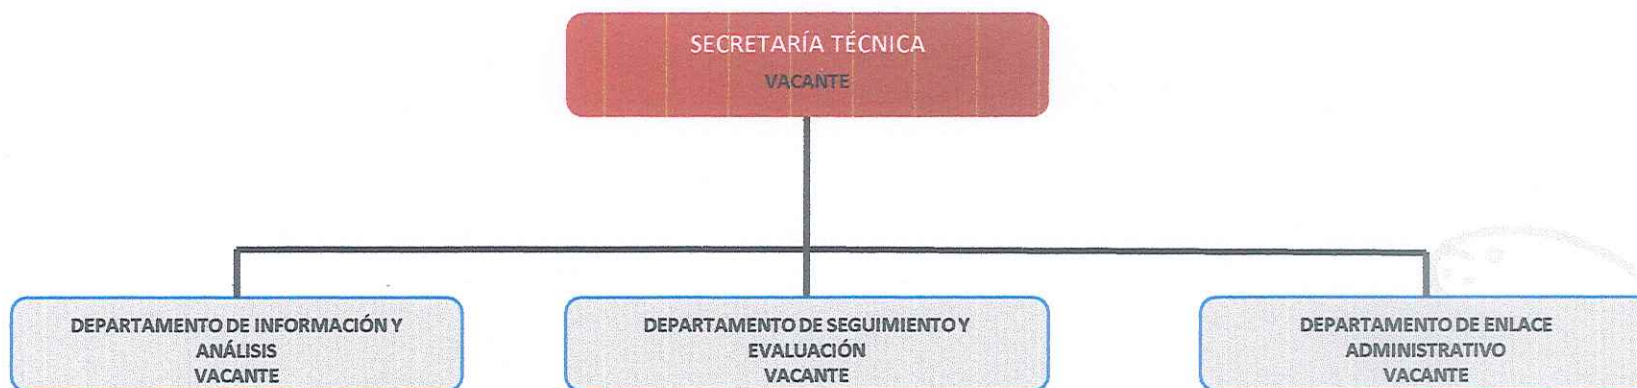 SECRETARÍA TÉCNICA
VACANTE
DEPARTAMENTO DE INFORMACIÓN Y
ANÁLISIS
VACANTE
DEPARTAMENTO DE SEGUIMIENTO Y
EVALUACIÓN
VACANTE
DEPARTAMENTO DE ENLACE
ADMINISTRATIVO
VACANTE